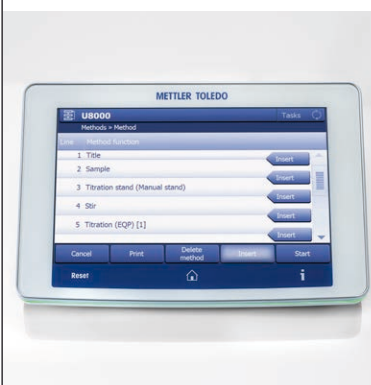 METTLER TOLEDO
U8000 Tasks
Methods > Method
Line Method function
1 Title
Insert
2 Sample
Insert
3 Titration stand (Manual stand)
Insert
4 Stir
Insert
5 Titration (EQP) [1]
Insert
Cancel Print Delete method Insert Start
Reset i